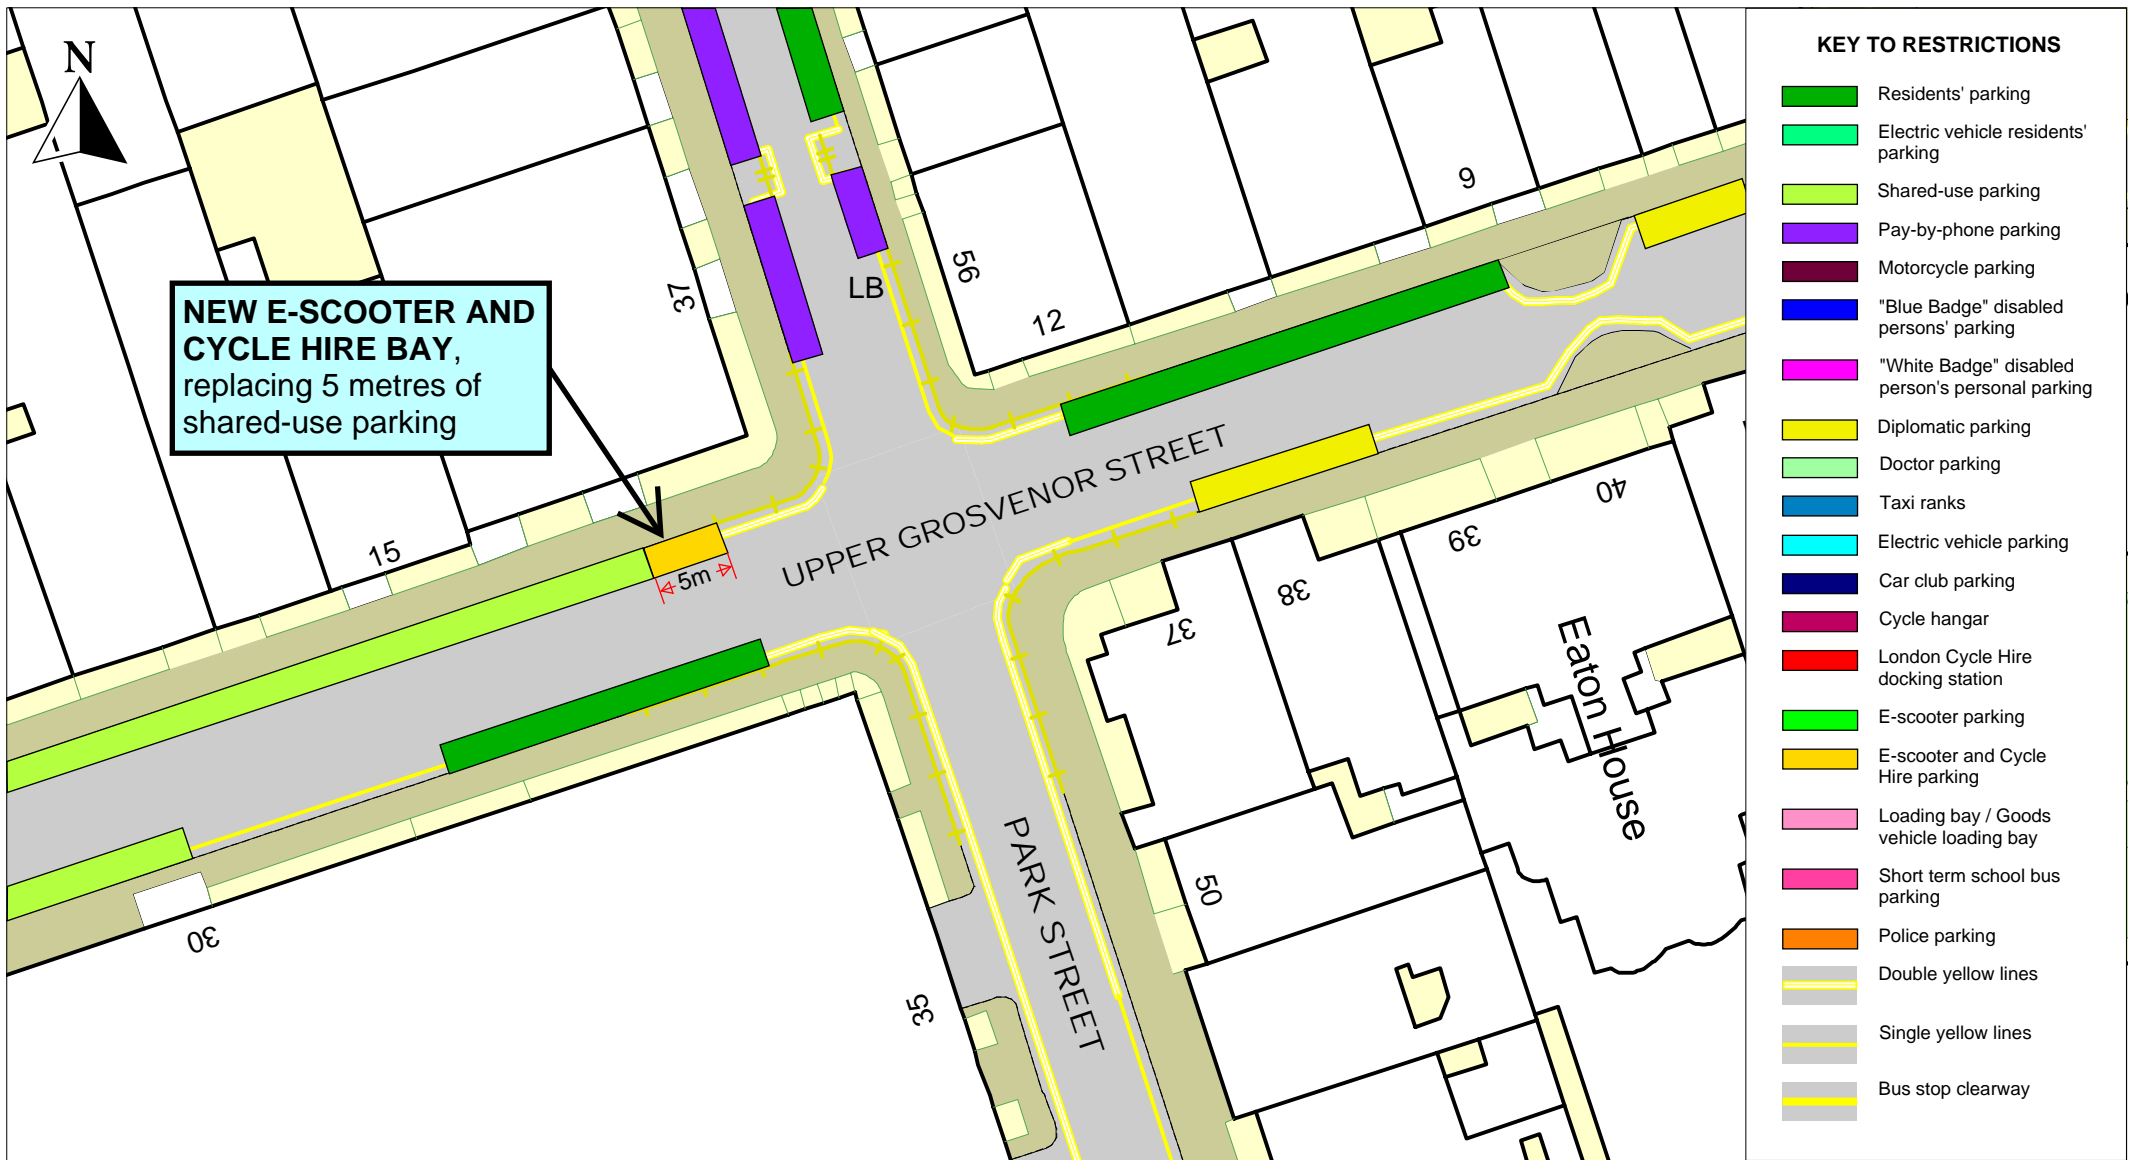 N
NEW E-SCOOTER AND
CYCLE HIRE BAY,
replacing 5 metres of
shared-use parking
37
LB
56
12
9
15
5m
UPPER GROSVENOR STREET
40
39
38
37
Eaton House
PARK STREET
50
35
30
KEY TO RESTRICTIONS
Residents' parking
Electric vehicle residents'
parking
Shared-use parking
Pay-by-phone parking
Motorcycle parking
"Blue Badge" disabled
persons' parking
"White Badge" disabled
person's personal parking
Diplomatic parking
Doctor parking
Taxi ranks
Electric vehicle parking
Car club parking
Cycle hangar
London Cycle Hire
docking station
E-scooter parking
E-scooter and Cycle
Hire parking
Loading bay / Goods
vehicle loading bay
Short term school bus
parking
Police parking
Double yellow lines
Single yellow lines
Bus stop clearway